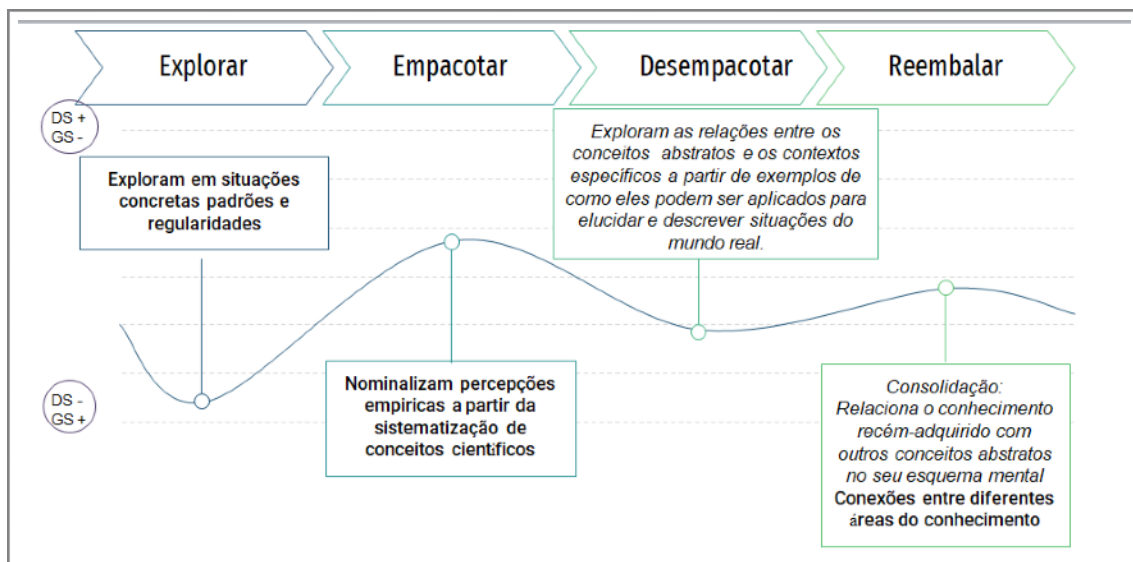 Explorar
Empacotar
Desempacotar
Reembalar
DS +
GS -
Exploram em situações
concretas padrões e
regularidades
Exploram as relações entre os
conceitos abstratos e os contextos
específicos a partir de exemplos de
como eles podem ser aplicados para
elucidar e descrever situações do
mundo real.
DS -
GS +
Nominalizam percepções
empiricas a partir da
sistematização de
conceitos científicos
Consolidação:
Relaciona o conhecimento
recém-adquirido com
outros conceitos abstratos
no seu esquema mental
Conexões entre diferentes
áreas do conhecimento